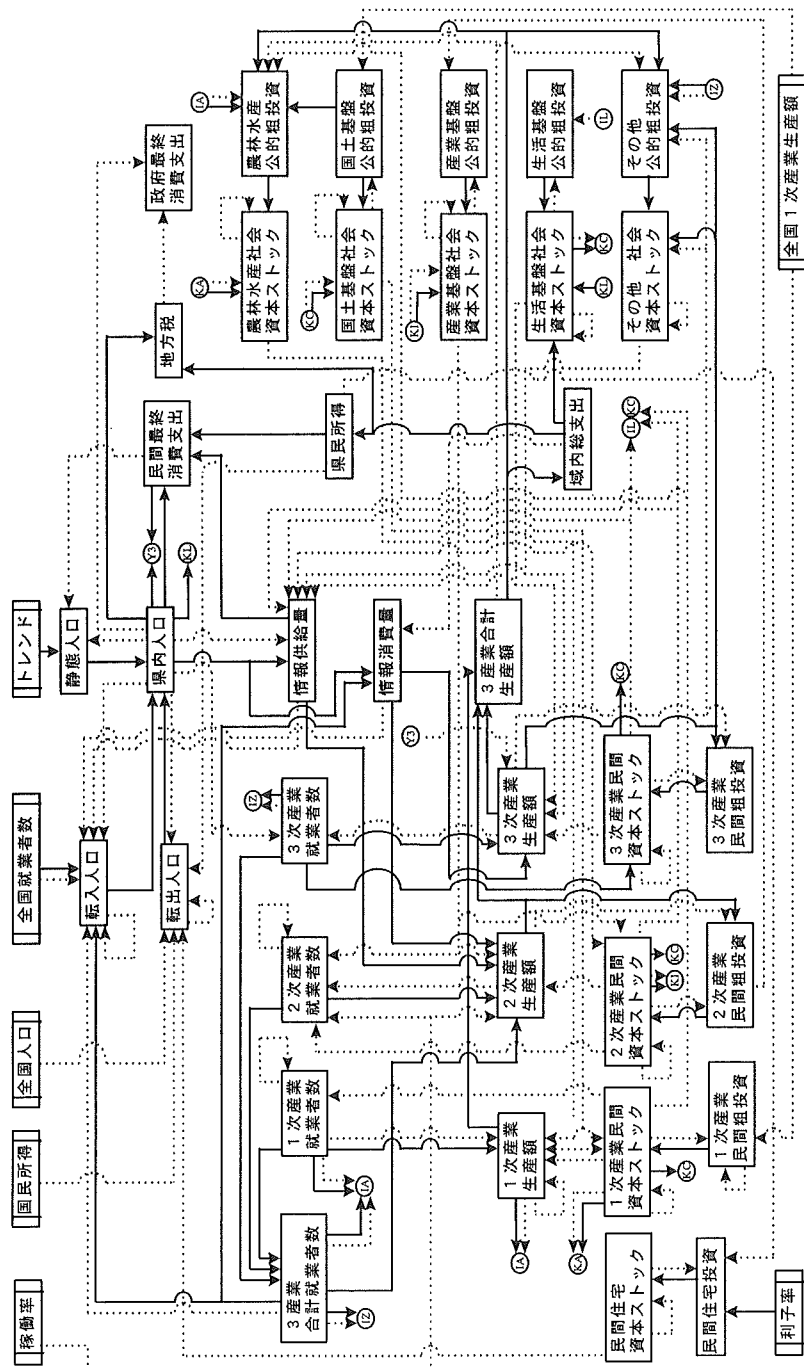 稼働率
国民所得
全国人口
全国就業者数
トレンド
転入人口
静態人口
転出人口
県内人口
民間最終
消費支出
地方税
政府最終
消費支出
Y3
KL
3産業
合計就業者数
1次産業
就業者数
2次産業
就業者数
3次産業
就業者数
IZ
IZ
IA
情報供給量
情報消費量
県民所得
Y3
農林水産社会
資本ストック
農林水産
公的粗投資
KA
IA
国土基盤社会
資本ストック
国土基盤
公的粗投資
KC
産業基盤社会
資本ストック
産業基盤
公的粗投資
KI
1次産業
生産額
2次産業
生産額
3次産業
生産額
3産業合計
生産額
IA
域内総支出
生活基盤社会
資本ストック
生活基盤
公的粗投資
KL
KC
IL
その他 社会
資本ストック
その他
公的粗投資
IZ
民間住宅
資本ストック
1次産業民間
資本ストック
2次産業民間
資本ストック
3次産業民間
資本ストック
KA
KC
KI
KC
KC
IL
KC
民間住宅投資
1次産業
民間粗投資
2次産業
民間粗投資
3次産業
民間粗投資
利子率
全国1次産業生産額